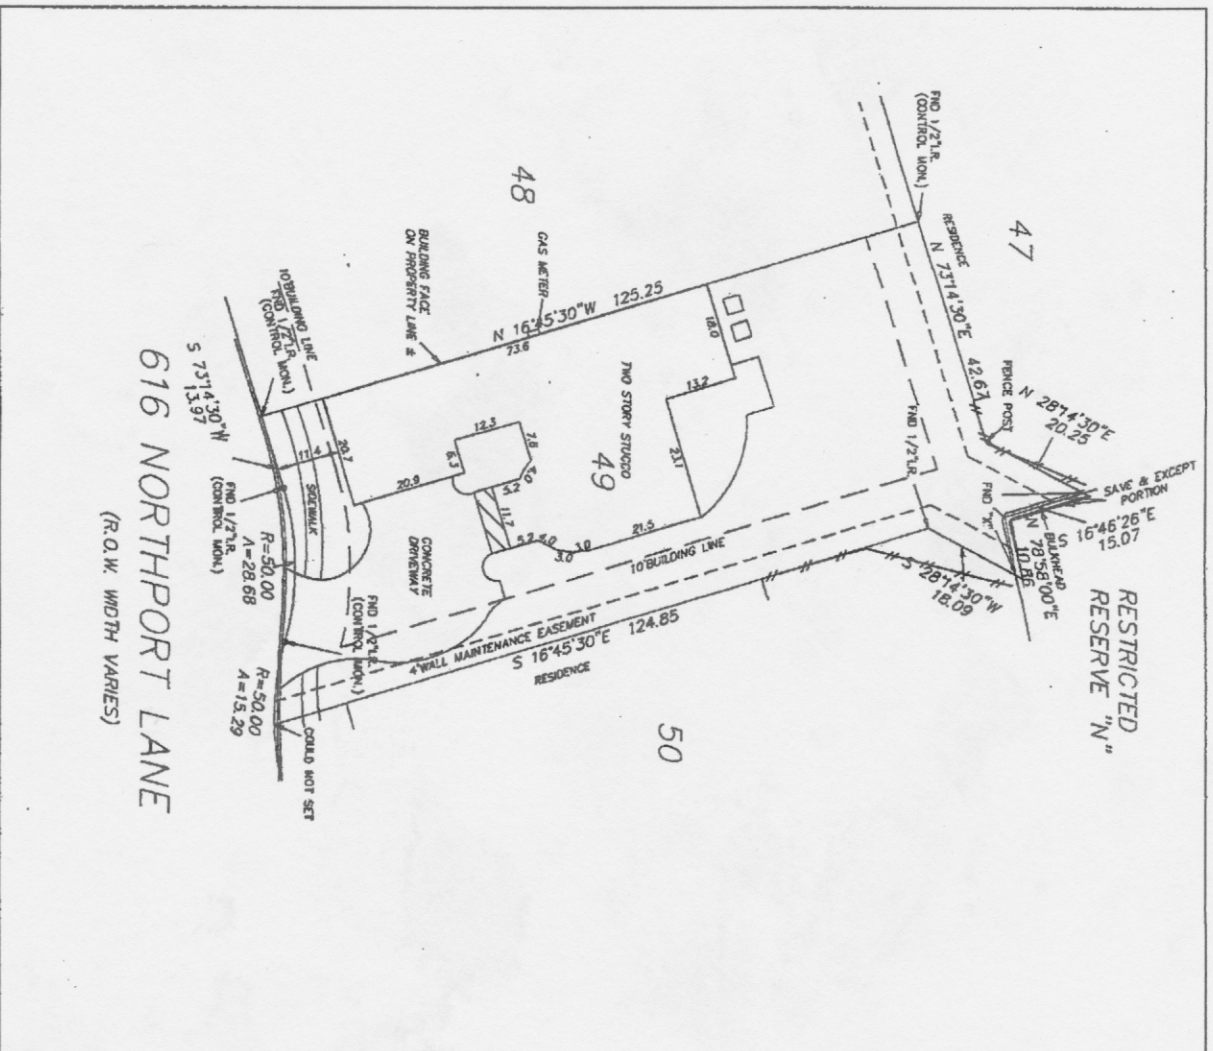 FND 1/2"I.R.
(CONTROL MON.)
47
RESIDENCE
N 73°14'30"E
42.67
FENCE POST
N 28°14'30"E
20.25
SAVE & EXCEPT
PORTION
S 16°46'26"E
15.07
BULKHEAD
N 78°58'00"E
10.86
FND "X"
FND 1/2"I.R.
S 28°14'30"W
18.09
RESTRICTED
RESERVE "N"
48
GAS METER
BUILDING FACE
ON PROPERTY LINE ±
N 16°45'30"W 125.25
73.6
18.0
13.2
23.1
TWO STORY STUCCO
49
21.5
3.0
3.0
5.2
11.7
5.2
7.6
12.3
6.3
20.9
20.7
11.4
10' BUILDING LINE
4' WALL MAINTENANCE EASEMENT
S 16°45'30"E 124.85
RESIDENCE
50
10' BUILDING LINE
FND 1/2"I.R.
(CONTROL MON.)
S 73°14'30"W
13.97
SIDEWALK
FND 1/2"I.R.
(CONTROL MON.)
CONCRETE
DRIVEWAY
R=50.00
A=28.68
FND 1/2"I.R.
(CONTROL MON.)
R=50.00
A=15.29
COULD NOT SET
616 NORTHPORT LANE
(R.O.W. WIDTH VARIES)